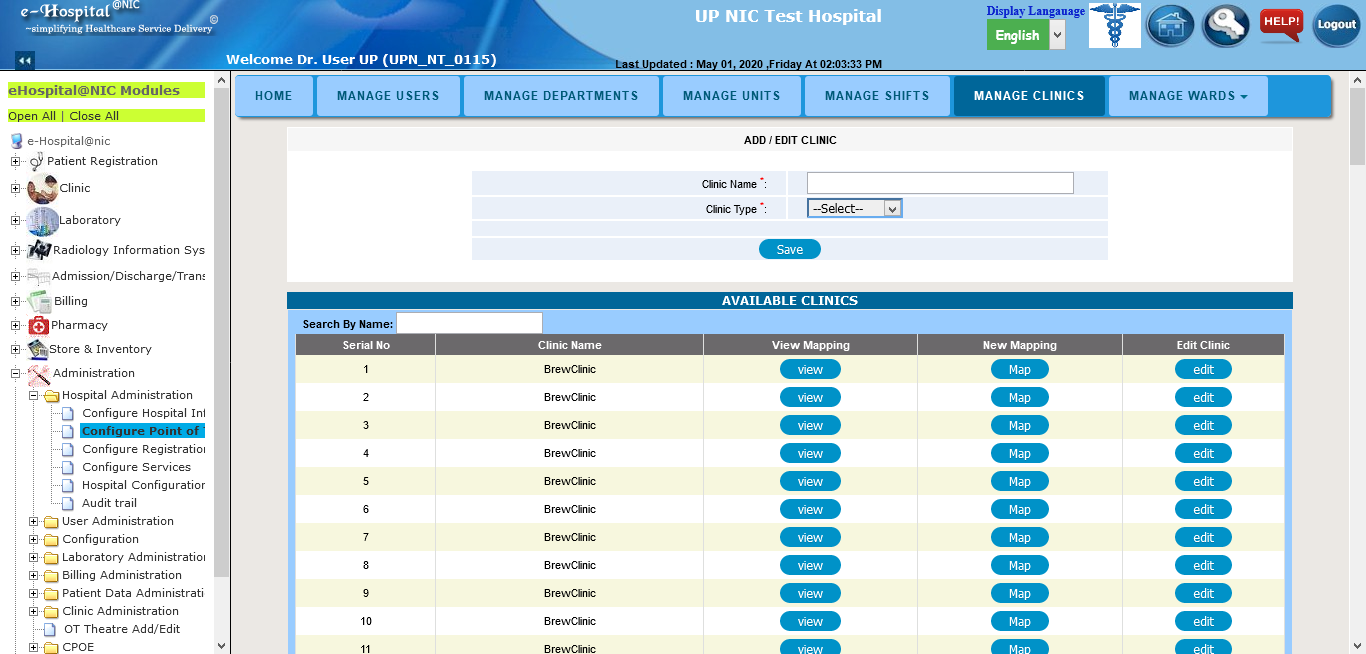 e-Hospital @NIC ©
~simplifying Healthcare Service Delivery
UP NIC Test Hospital
Display Langauage
English
HELP!
Logout
Welcome Dr. User UP (UPN_NT_0115)
Last Updated : May 01, 2020 ,Friday At 02:03:33 PM
eHospital@NIC Modules
Open All | Close All
e-Hospital@nic
Patient Registration
Clinic
Laboratory
Radiology Information Sys
Admission/Discharge/Trans
Billing
Pharmacy
Store & Inventory
Administration
Hospital Administration
Configure Hospital Inf
Configure Point of
Configure Registration
Configure Services
Hospital Configuration
Audit trail
User Administration
Configuration
Laboratory Administration
Billing Administration
Patient Data Administrati
Clinic Administration
OT Theatre Add/Edit
CPOE
HOME MANAGE USERS MANAGE DEPARTMENTS MANAGE UNITS MANAGE SHIFTS MANAGE CLINICS MANAGE WARDS
ADD / EDIT CLINIC
Clinic Name *:
Clinic Type *: --Select--
Save
AVAILABLE CLINICS
Search By Name:
Serial No Clinic Name View Mapping New Mapping Edit Clinic
1 BrewClinic view Map edit
2 BrewClinic view Map edit
3 BrewClinic view Map edit
4 BrewClinic view Map edit
5 BrewClinic view Map edit
6 BrewClinic view Map edit
7 BrewClinic view Map edit
8 BrewClinic view Map edit
9 BrewClinic view Map edit
10 BrewClinic view Map edit
11 BrewClinic view Map edit